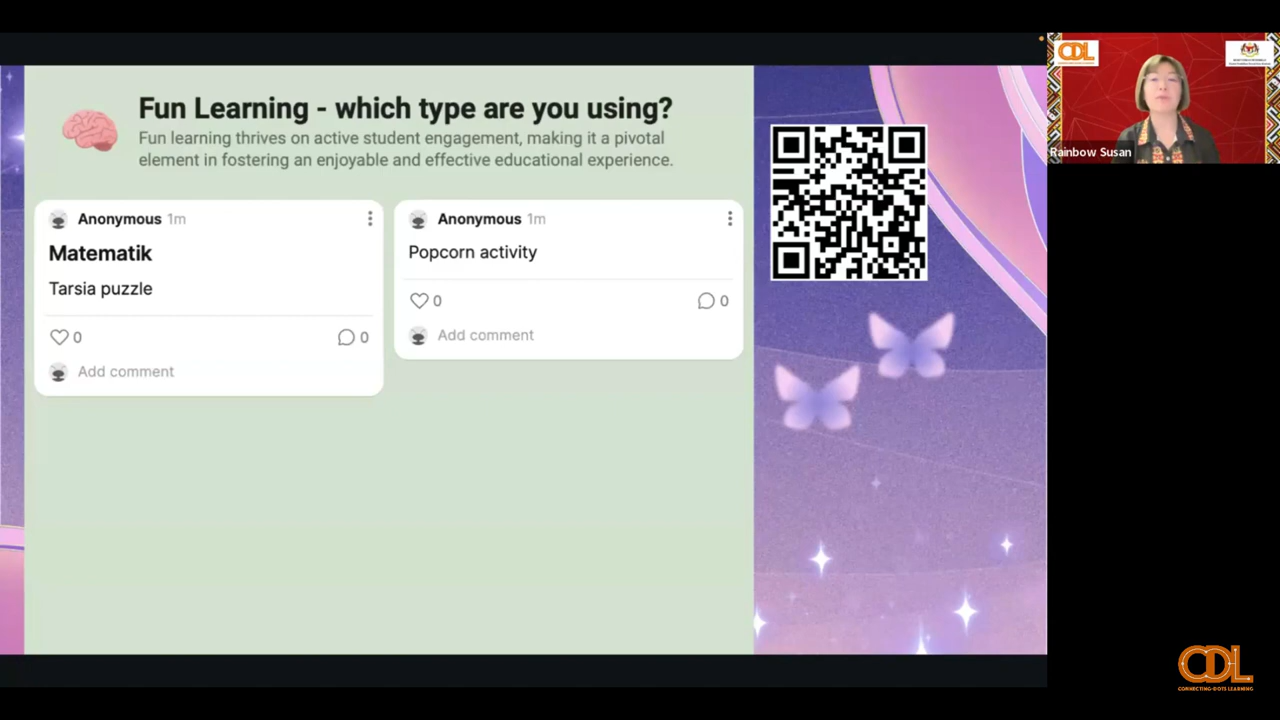 Fun Learning - which type are you using?
Fun learning thrives on active student engagement, making it a pivotal
element in fostering an enjoyable and effective educational experience.
Anonymous 1m
Matematik
Tarsia puzzle
0
0
Add comment
Anonymous 1m
Popcorn activity
0
0
Add comment
CDL
Rainbow Susan
CDL
CONNECTING-DOTS LEARNING